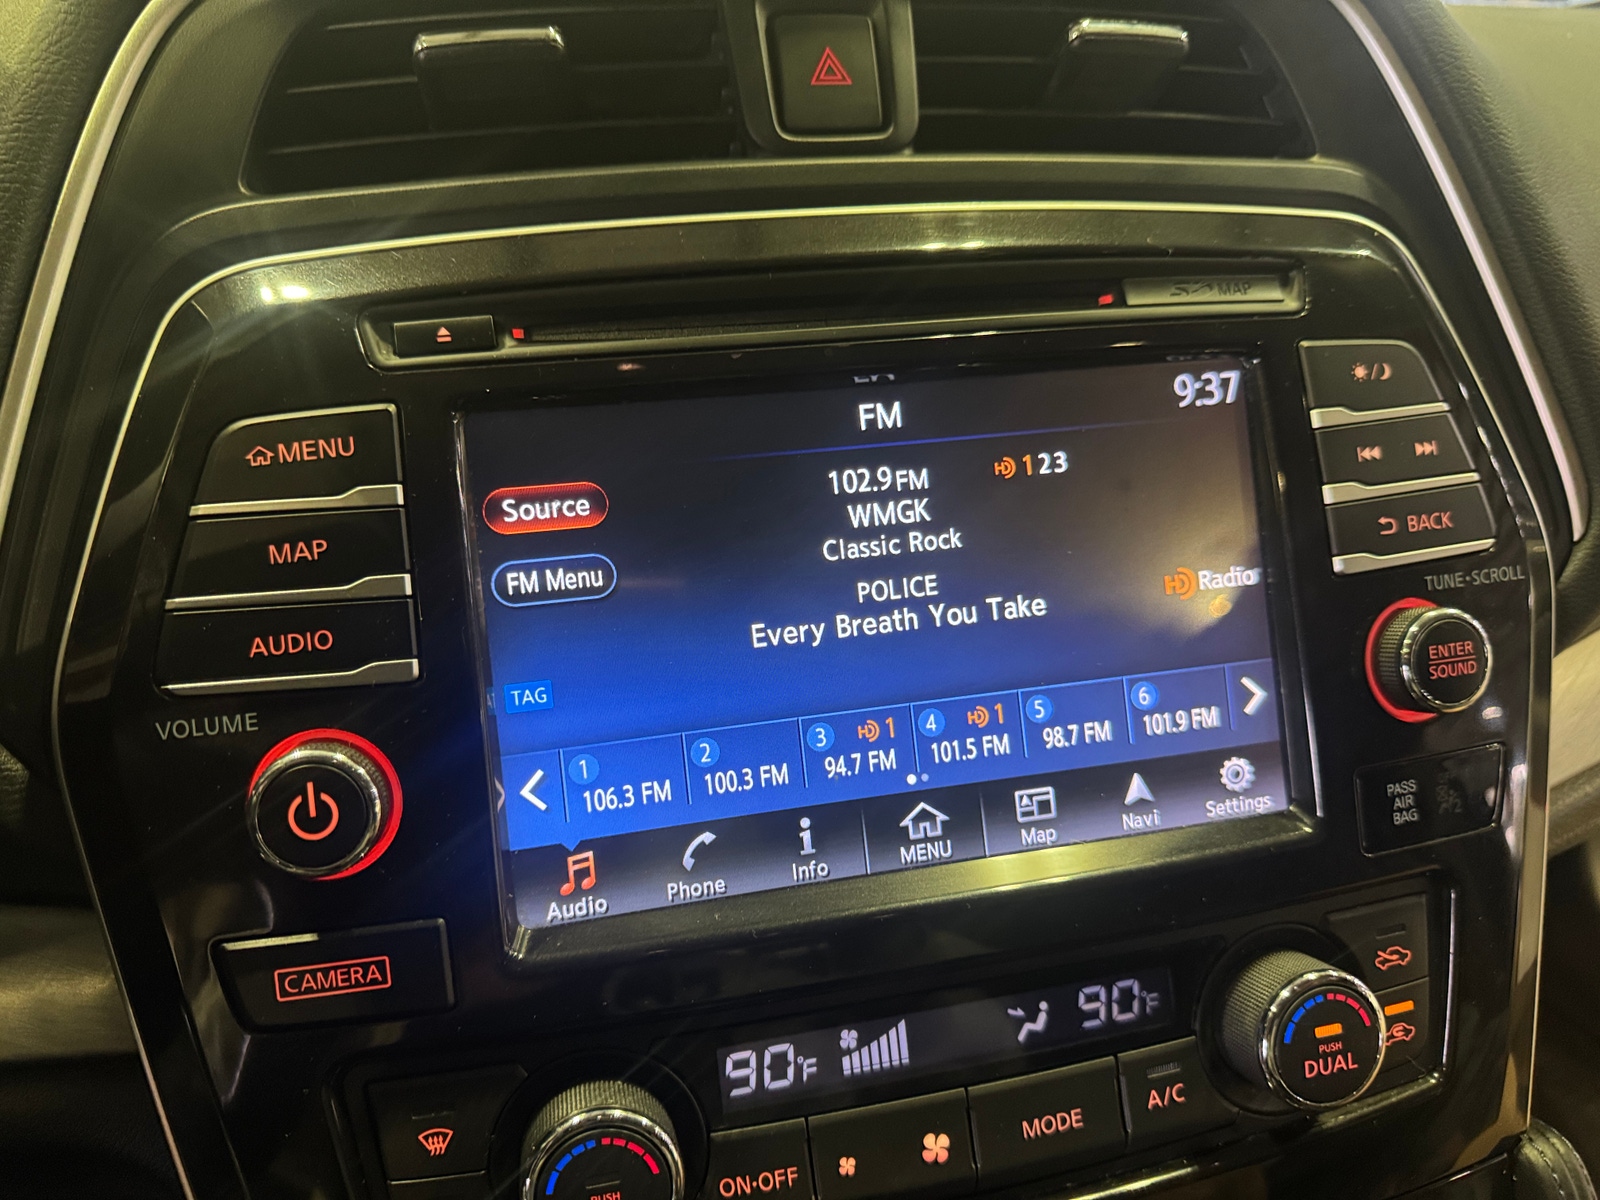 MAP
9:37
FM
MENU
102.9 FM
HD 1 2 3
Source
WMGK
Classic Rock
BACK
MAP
FM Menu
POLICE
HD Radio
TUNE·SCROLL
Every Breath You Take
AUDIO
ENTER
SOUND
TAG
VOLUME
1
106.3 FM
2
100.3 FM
3 HD 1
94.7 FM
4 HD 1
101.5 FM
5
98.7 FM
6
101.9 FM
Audio
Phone
Info
MENU
Map
Navi
Settings
PASS
AIR
BAG
CAMERA
90°F
90°F
PUSH
DUAL
ON·OFF
MODE
A/C
PUSH